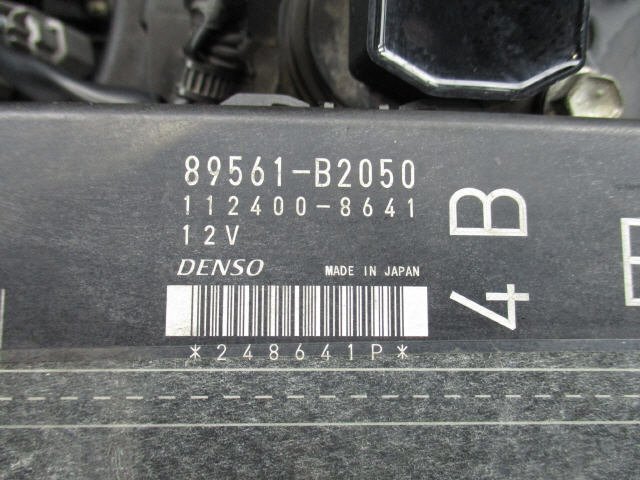 89561-B2050
112400-8641
12V
DENSO MADE IN JAPAN
*248641P*
4B